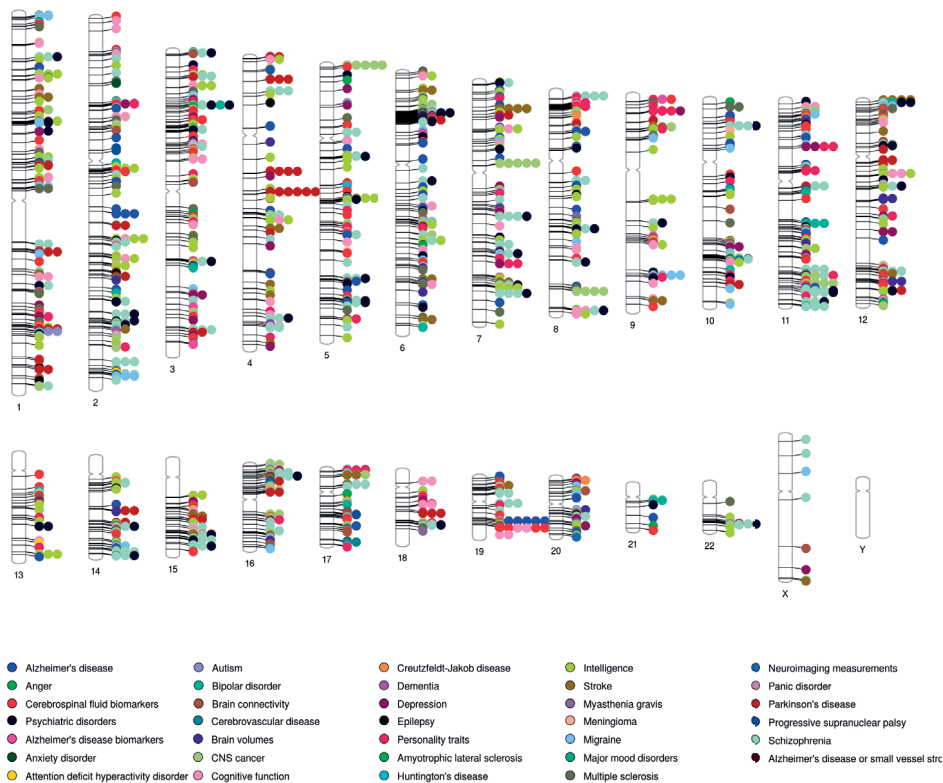 1
2
3
4
5
6
7
8
9
10
11
12
13
14
15
16
17
18
19
20
21
22
X
Y
Alzheimer's disease
Autism
Creutzfeldt-Jakob disease
Intelligence
Neuroimaging measurements
Anger
Bipolar disorder
Dementia
Stroke
Panic disorder
Cerebrospinal fluid biomarkers
Brain connectivity
Depression
Myasthenia gravis
Parkinson's disease
Psychiatric disorders
Cerebrovascular disease
Epilepsy
Meningioma
Progressive supranuclear palsy
Alzheimer's disease biomarkers
Brain volumes
Personality traits
Migraine
Schizophrenia
Anxiety disorder
CNS cancer
Amyotrophic lateral sclerosis
Major mood disorders
Alzheimer's disease or small vessel stro
Attention deficit hyperactivity disorder
Cognitive function
Huntington's disease
Multiple sclerosis